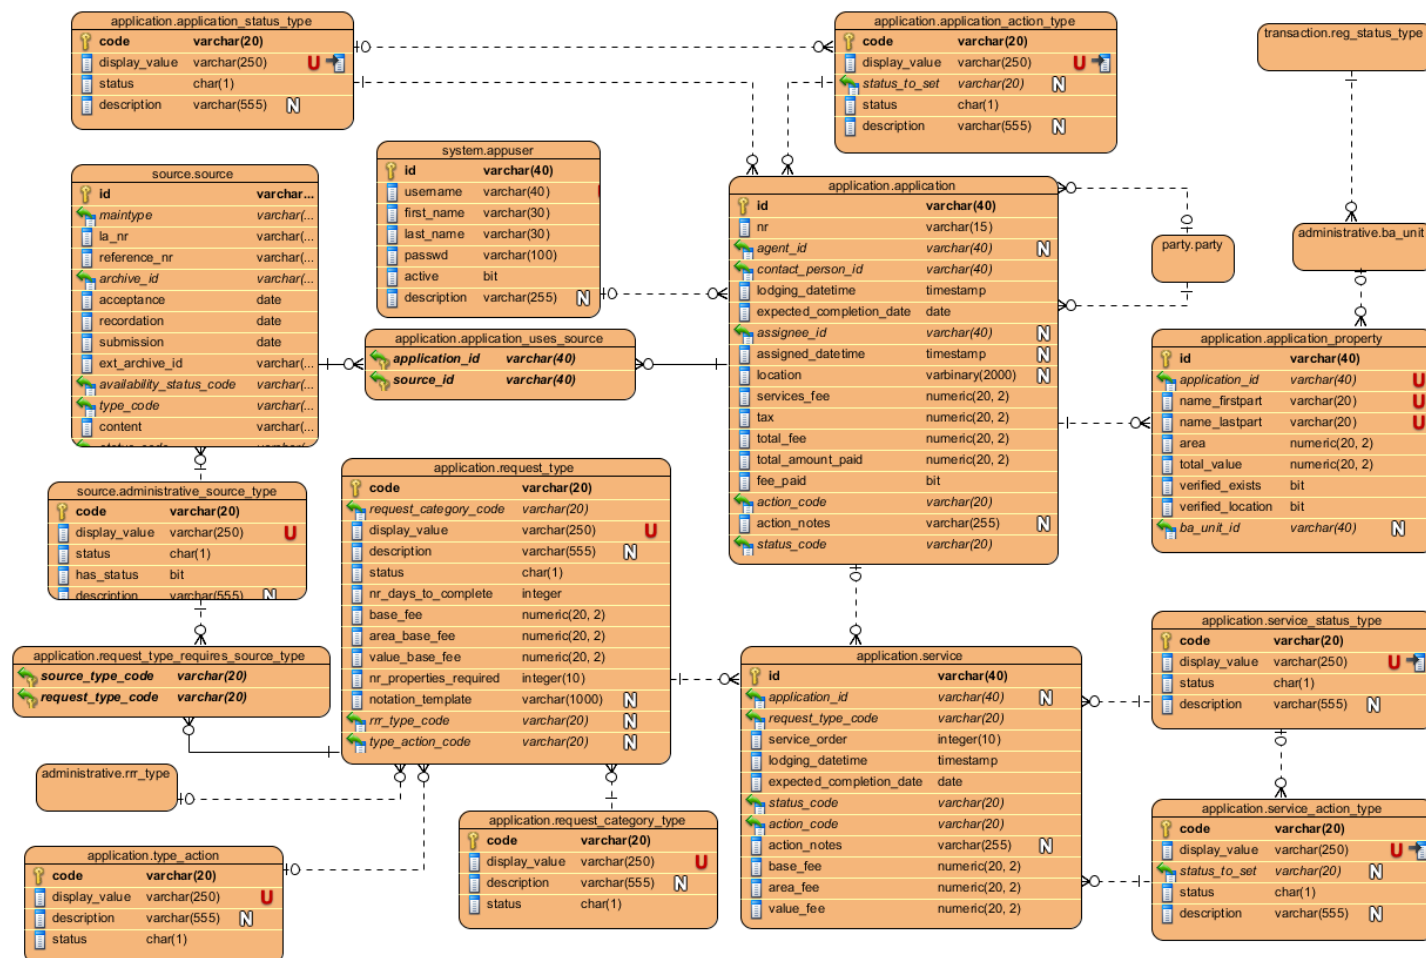 application.application_status_type
code varchar(20)
display_value varchar(250) U
status char(1)
description varchar(555) N
application.application_action_type
code varchar(20)
display_value varchar(250) U
status_to_set varchar(20) N
status char(1)
description varchar(555) N
transaction.reg_status_type
system.appuser
id varchar(40)
username varchar(40)
first_name varchar(30)
last_name varchar(30)
passwd varchar(100)
active bit
description varchar(255) N
source.source
id varchar...
maintype varchar(...
la_nr varchar(...
reference_nr varchar(...
archive_id varchar(...
acceptance date
recordation date
submission date
ext_archive_id varchar(...
availability_status_code varchar(...
type_code varchar(...
content varchar(...
status_code varchar(...
application.application
id varchar(40)
nr varchar(15)
agent_id varchar(40) N
contact_person_id varchar(40)
lodging_datetime timestamp
expected_completion_date date
assignee_id varchar(40) N
assigned_datetime timestamp N
location varbinary(2000) N
services_fee numeric(20, 2)
tax numeric(20, 2)
total_fee numeric(20, 2)
total_amount_paid numeric(20, 2)
fee_paid bit
action_code varchar(20)
action_notes varchar(255) N
status_code varchar(20)
party.party
administrative.ba_unit
application.application_uses_source
application_id varchar(40)
source_id varchar(40)
application.application_property
id varchar(40)
application_id varchar(40) U
name_firstpart varchar(20) U
name_lastpart varchar(20) U
area numeric(20, 2)
total_value numeric(20, 2)
verified_exists bit
verified_location bit
ba_unit_id varchar(40) N
source.administrative_source_type
code varchar(20)
display_value varchar(250) U
status char(1)
has_status bit
description varchar(555) N
application.request_type
code varchar(20)
request_category_code varchar(20)
display_value varchar(250) U
description varchar(555) N
status char(1)
nr_days_to_complete integer
base_fee numeric(20, 2)
area_base_fee numeric(20, 2)
value_base_fee numeric(20, 2)
nr_properties_required integer(10)
notation_template varchar(1000) N
rrr_type_code varchar(20) N
type_action_code varchar(20) N
application.request_type_requires_source_type
source_type_code varchar(20)
request_type_code varchar(20)
administrative.rrr_type
application.type_action
code varchar(20)
display_value varchar(250) U
description varchar(555) N
status char(1)
application.request_category_type
code varchar(20)
display_value varchar(250) U
description varchar(555) N
status char(1)
application.service
id varchar(40)
application_id varchar(40) N
request_type_code varchar(20)
service_order integer(10)
lodging_datetime timestamp
expected_completion_date date
status_code varchar(20)
action_code varchar(20)
action_notes varchar(255) N
base_fee numeric(20, 2)
area_fee numeric(20, 2)
value_fee numeric(20, 2)
application.service_status_type
code varchar(20)
display_value varchar(250) U
status char(1)
description varchar(555) N
application.service_action_type
code varchar(20)
display_value varchar(250) U
status_to_set varchar(20) N
status char(1)
description varchar(555) N